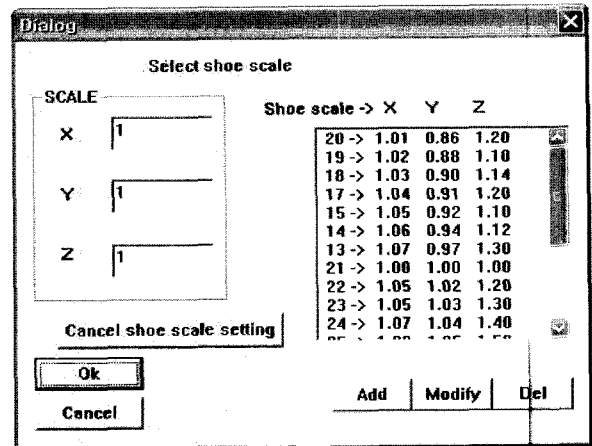 Dialog
Select shoe scale
SCALE
X 1
Y 1
Z 1
Cancel shoe scale setting
Ok
Cancel
Shoe scale -> X Y Z
20 -> 1.01 0.86 1.20
19 -> 1.02 0.88 1.10
18 -> 1.03 0.90 1.14
17 -> 1.04 0.91 1.20
15 -> 1.05 0.92 1.10
14 -> 1.06 0.94 1.12
13 -> 1.07 0.97 1.30
21 -> 1.00 1.00 1.00
22 -> 1.05 1.02 1.20
23 -> 1.05 1.03 1.30
24 -> 1.07 1.04 1.40
Add Modify Del